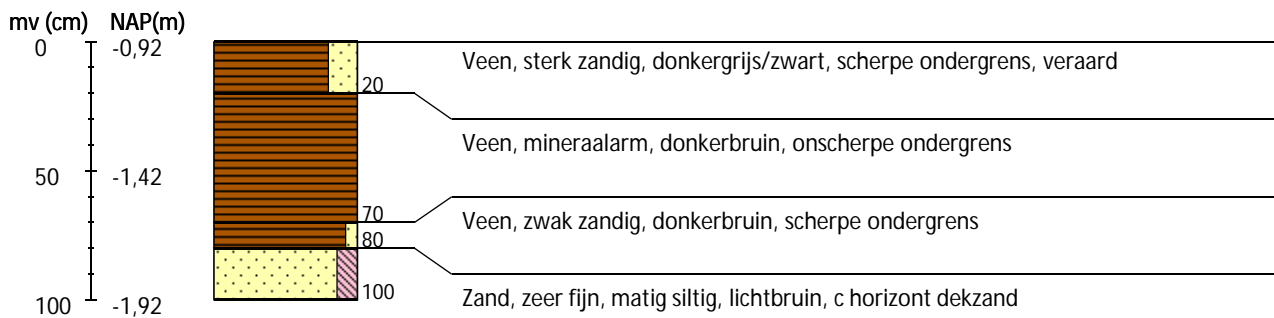 mv (cm) NAP(m)
0 -0,92
Veen, sterk zandig, donkergrijs/zwart, scherpe ondergrens, veraard
20
Veen, mineraalarm, donkerbruin, onscherpe ondergrens
50 -1,42
70
Veen, zwak zandig, donkerbruin, scherpe ondergrens
80
100
Zand, zeer fijn, matig siltig, lichtbruin, c horizont dekzand
100 -1,92